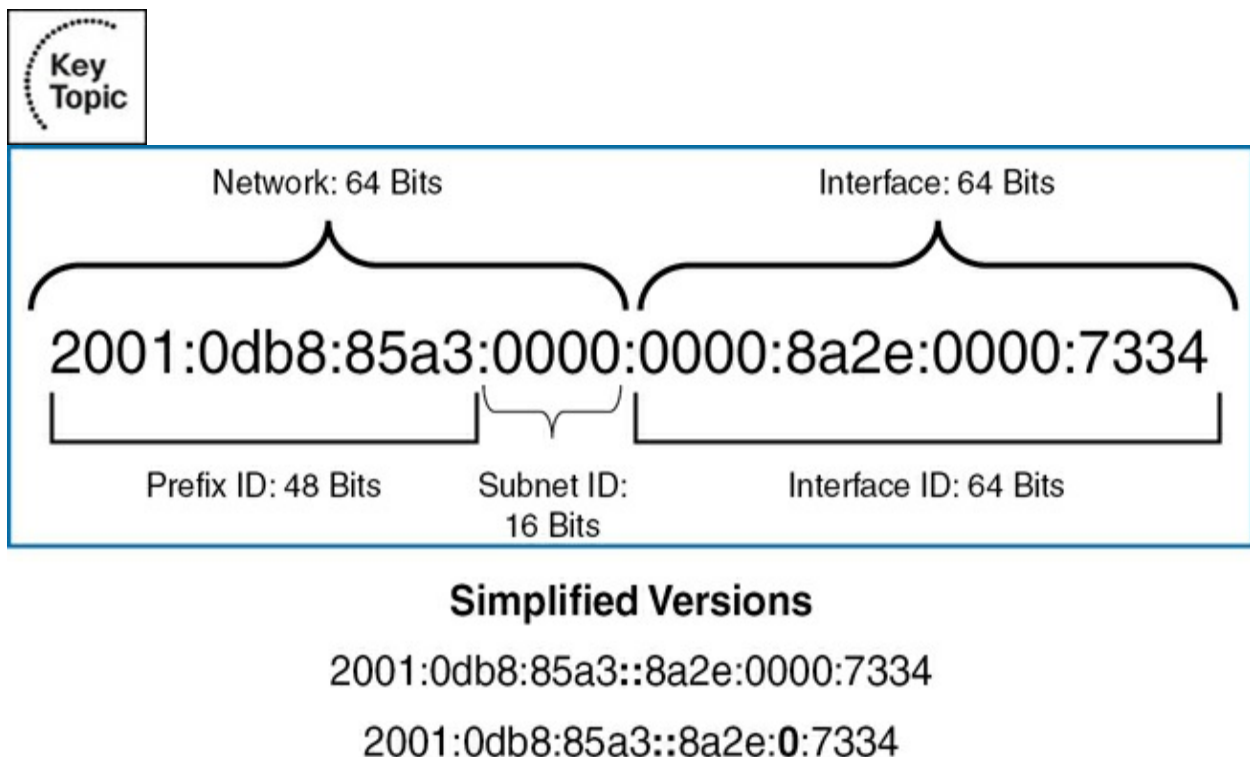 Key
Topic
Network: 64 Bits
Interface: 64 Bits
2001:0db8:85a3:0000:0000:8a2e:0000:7334
Prefix ID: 48 Bits
Subnet ID:
16 Bits
Interface ID: 64 Bits
Simplified Versions
2001:0db8:85a3::8a2e:0000:7334
2001:0db8:85a3::8a2e:0:7334